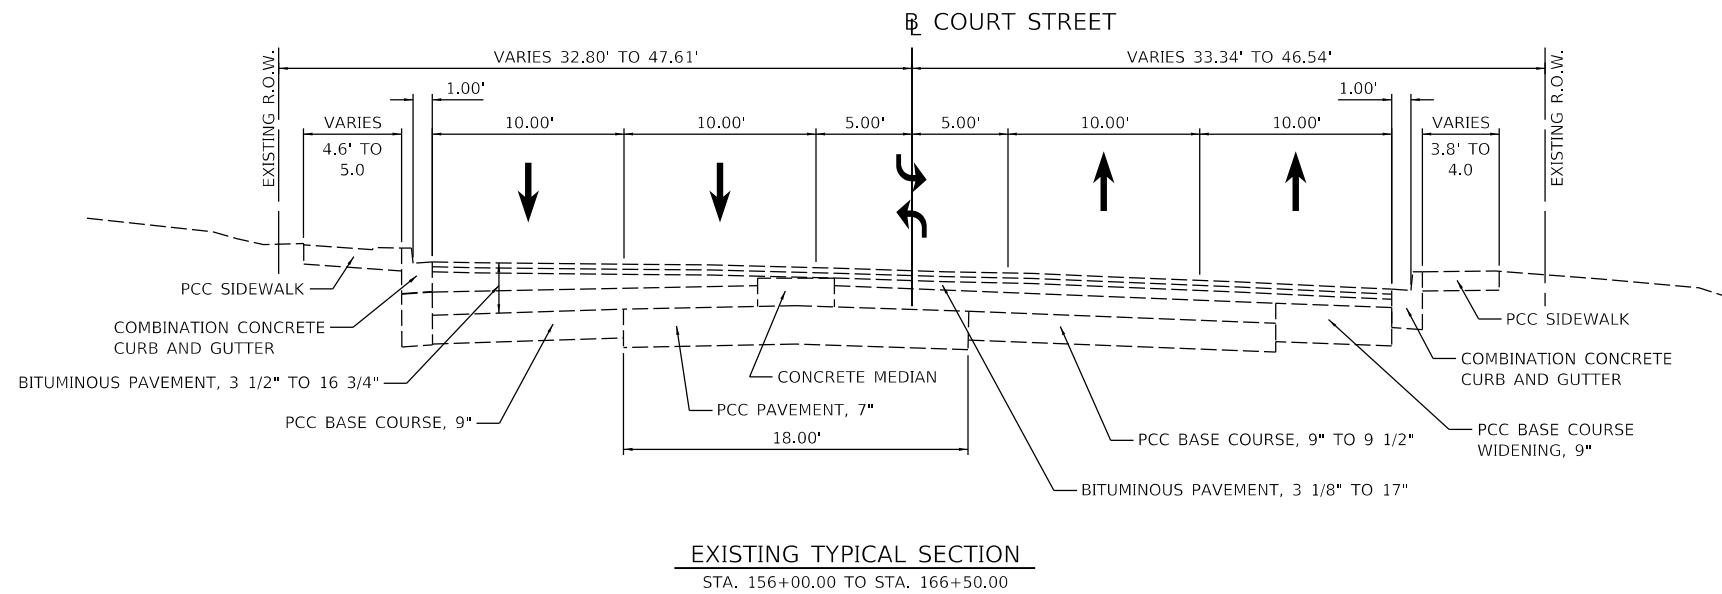 BL COURT STREET
VARIES 32.80' TO 47.61'
VARIES 33.34' TO 46.54'
EXISTING R.O.W.
EXISTING R.O.W.
1.00'
1.00'
VARIES
4.6' TO
5.0
10.00'
10.00'
5.00'
5.00'
10.00'
10.00'
VARIES
3.8' TO
4.0
PCC SIDEWALK
COMBINATION CONCRETE
CURB AND GUTTER
BITUMINOUS PAVEMENT, 3 1/2" TO 16 3/4"
PCC BASE COURSE, 9"
CONCRETE MEDIAN
PCC PAVEMENT, 7"
18.00'
PCC SIDEWALK
COMBINATION CONCRETE
CURB AND GUTTER
PCC BASE COURSE, 9" TO 9 1/2"
PCC BASE COURSE
WIDENING, 9"
BITUMINOUS PAVEMENT, 3 1/8" TO 17"
EXISTING TYPICAL SECTION
STA. 156+00.00 TO STA. 166+50.00